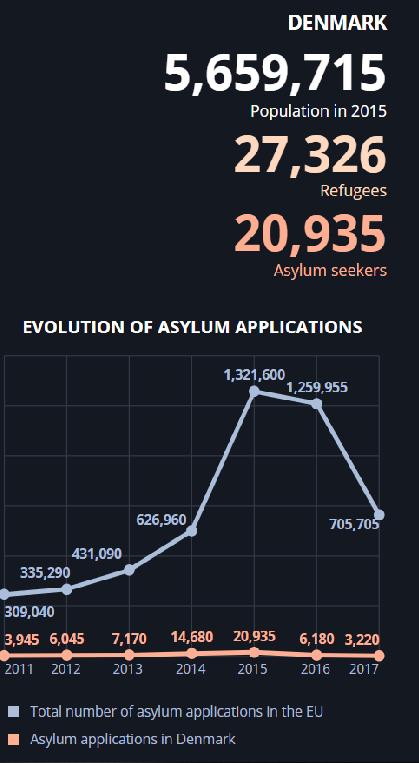 DENMARK
5,659,715
Population in 2015
27,326
Refugees
20,935
Asylum seekers
EVOLUTION OF ASYLUM APPLICATIONS
1,321,600
1,259,955
626,960
705,705
431,090
335,290
309,040
3,945 6,045 7,170 14,680 20,935 6,180 3,220
2011 2012 2013 2014 2015 2016 2017
Total number of asylum applications in the EU
Asylum applications in Denmark